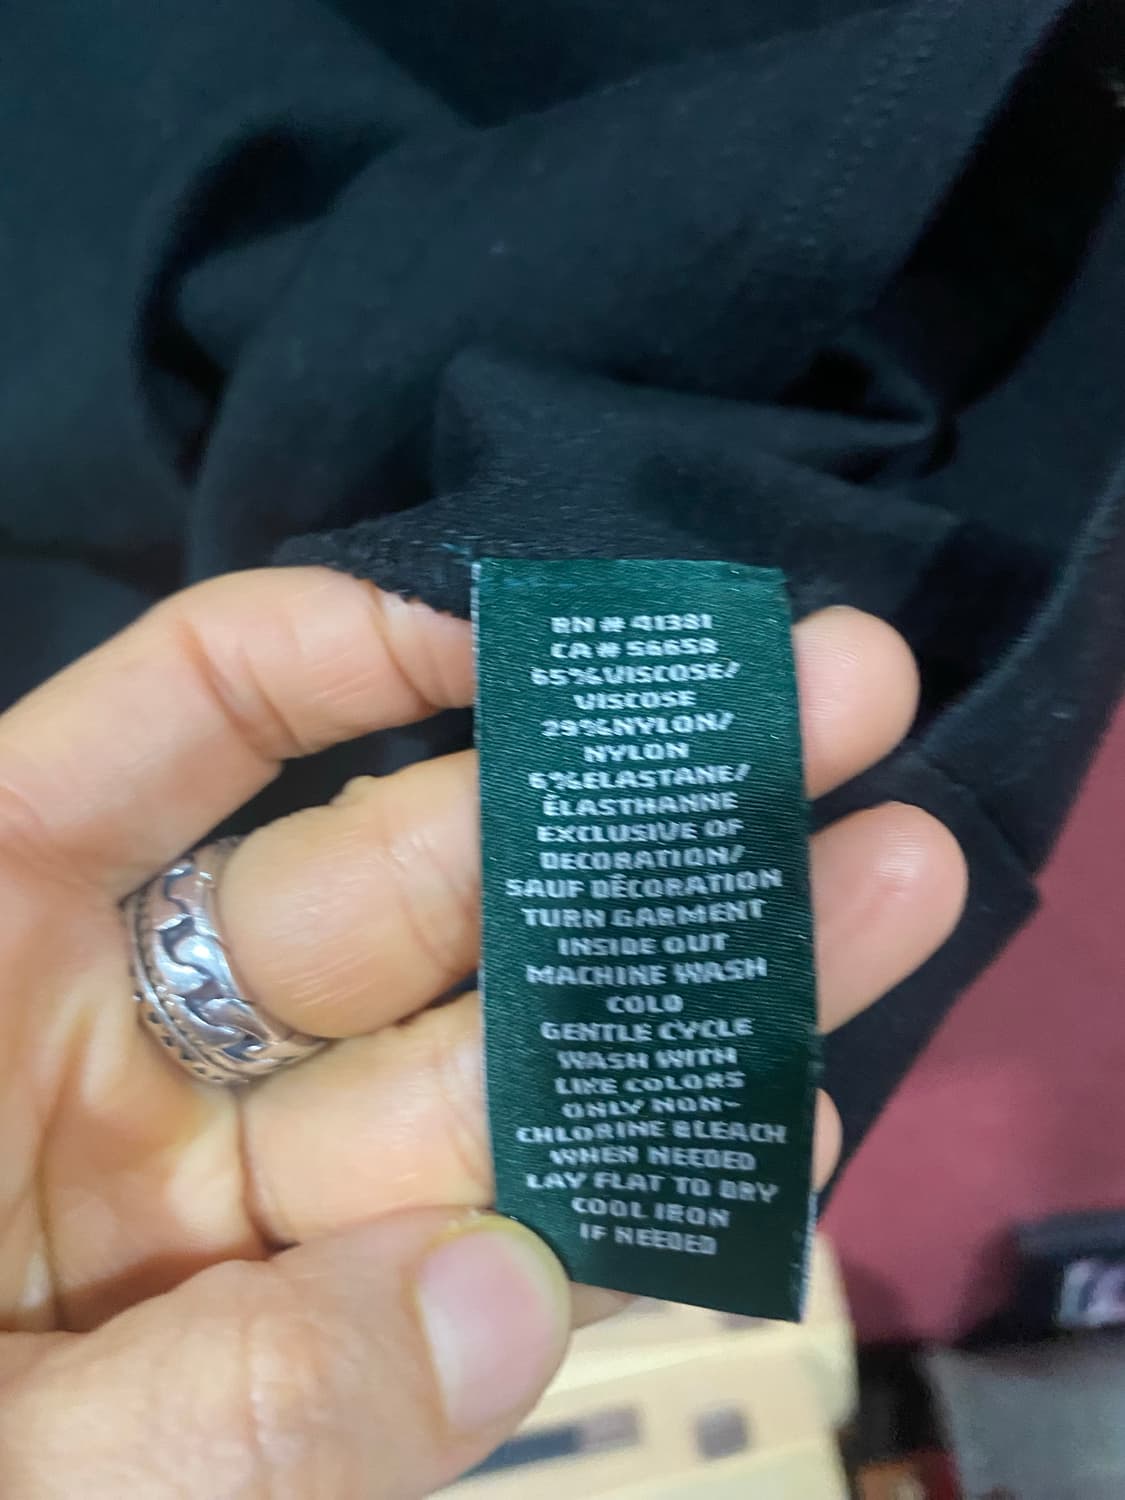 RN # 41381
CA # 56658
65%VISCOSE/
VISCOSE
29%NYLON/
NYLON
6%ELASTANE/
ÉLASTHANNE
EXCLUSIVE OF
DECORATION/
SAUF DÉCORATION
TURN GARMENT
INSIDE OUT
MACHINE WASH
COLD
GENTLE CYCLE
WASH WITH
LIKE COLORS
ONLY NON-
CHLORINE BLEACH
WHEN NEEDED
LAY FLAT TO DRY
COOL IRON
IF NEEDED